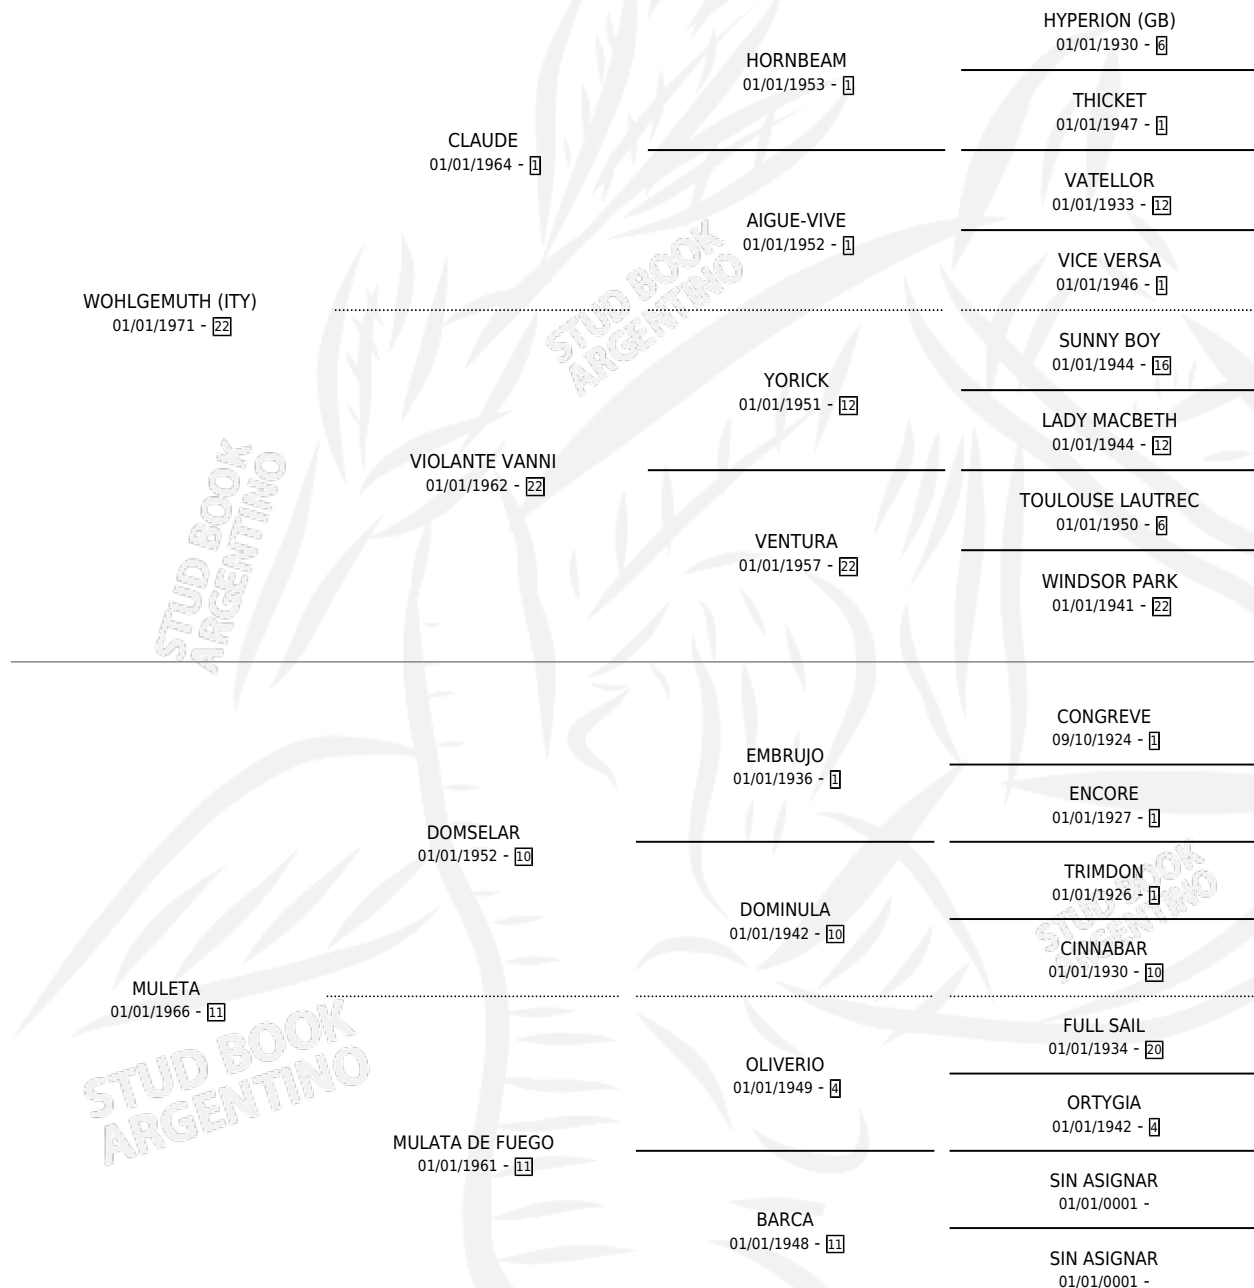 HYPERION (GB)
01/01/1930 - 6
HORNBEAM
01/01/1953 - 1
THICKET
01/01/1947 - 1
CLAUDE
01/01/1964 - 1
VATELLOR
01/01/1933 - 12
AIGUE-VIVE
01/01/1952 - 1
VICE VERSA
01/01/1946 - 1
WOHLGEMUTH (ITY)
01/01/1971 - 22
SUNNY BOY
01/01/1944 - 16
YORICK
01/01/1951 - 12
LADY MACBETH
01/01/1944 - 12
VIOLANTE VANNI
01/01/1962 - 22
TOULOUSE LAUTREC
01/01/1950 - 6
VENTURA
01/01/1957 - 22
WINDSOR PARK
01/01/1941 - 22
CONGREVE
09/10/1924 - 1
EMBRUJO
01/01/1936 - 1
ENCORE
01/01/1927 - 1
DOMSELAR
01/01/1952 - 10
TRIMDON
01/01/1926 - 1
DOMINULA
01/01/1942 - 10
CINNABAR
01/01/1930 - 10
MULETA
01/01/1966 - 11
FULL SAIL
01/01/1934 - 20
OLIVERIO
01/01/1949 - 4
ORTYGIA
01/01/1942 - 4
MULATA DE FUEGO
01/01/1961 - 11
SIN ASIGNAR
01/01/0001 -
BARCA
01/01/1948 - 11
SIN ASIGNAR
01/01/0001 -
STUD BOOK
ARGENTINO
STUD BOOK
ARGENTINO
STUD BOOK
ARGENTINO
STUD BOOK
ARGENTINO